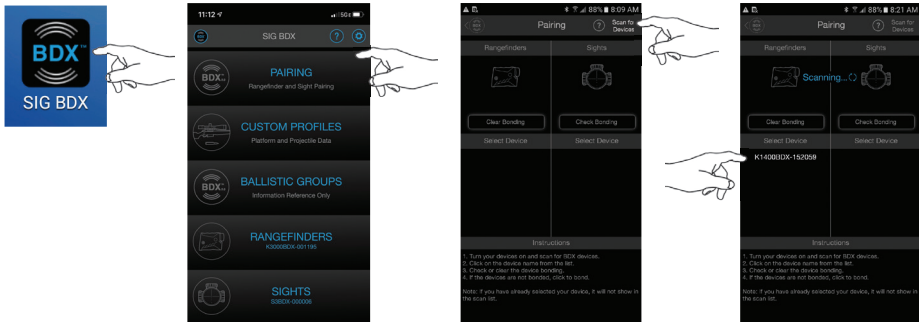 BDX™
SIG BDX
11:12
50%
SIG BDX
?
PAIRING
Rangefinder and Sight Pairing
CUSTOM PROFILES
Platform and Projectile Data
BDX
BALLISTIC GROUPS
Information Reference Only
RANGEFINDERS
K3000BDX-001195
SIGHTS
S3BDX-000006
88% 8:09 AM
Pairing
?
Scan for
Devices
Rangefinders Sights
Clear Bonding Check Bonding
Select Device Select Device
Instructions
1. Turn your devices on and scan for BDX devices.
2. Click on the device name from the list.
3. Check or clear the device bonding.
4. If the devices are not bonded, click to bond.
Note: If you have already selected your device, it will not show in
the scan list.
88% 8:21 AM
Pairing
?
Scan for
Devices
Rangefinders Sights
Scanning...
Clear Bonding Check Bonding
Select Device Select Device
K1400BDX-152059
Instructions
1. Turn your devices on and scan for BDX devices.
2. Click on the device name from the list.
3. Check or clear the device bonding.
4. If the devices are not bonded, click to bond.
Note: If you have already selected your device, it will not show in
the scan list.